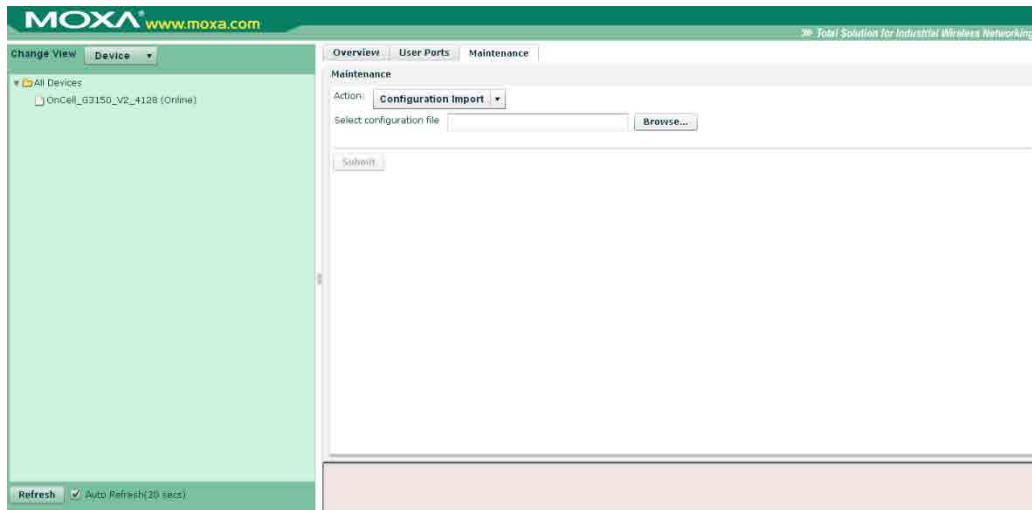 MOXA® www.moxa.com
Total Solution for Industrial Wireless Networking
Change View Device
All Devices
OnCell_G3150_V2_4128 (Online)
Refresh Auto Refresh(20 secs)
Overview User Ports Maintenance
Maintenance
Action: Configuration Import
Select configuration file Browse...
Submit